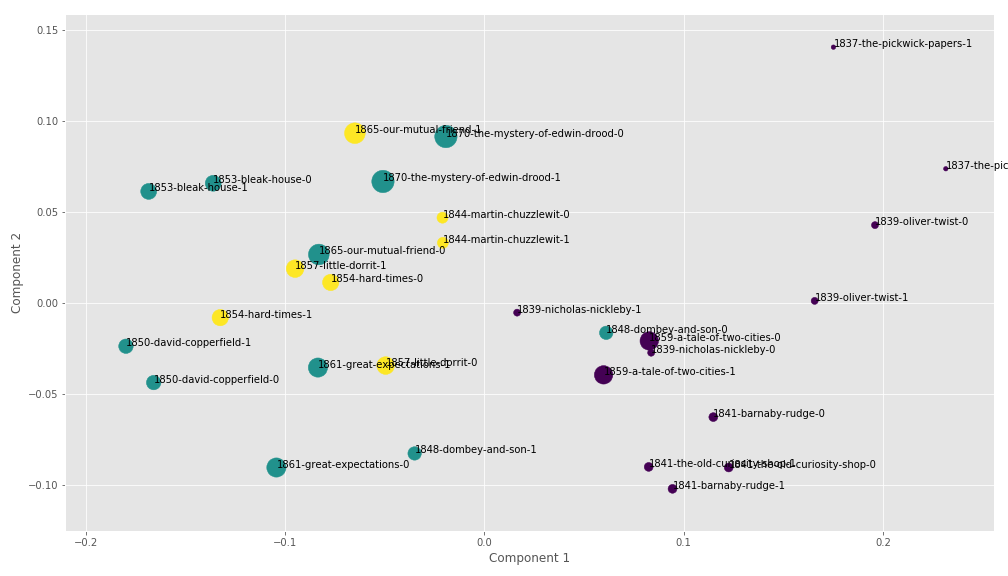 0.15
1837-the-pickwick-papers-1
0.10
1865-our-mutual-friend-1
1870-the-mystery-of-edwin-drood-0
1837-the-pic
1853-bleak-house-0
1870-the-mystery-of-edwin-drood-1
1853-bleak-house-1
0.05
1844-martin-chuzzlewit-0
1839-oliver-twist-0
1844-martin-chuzzlewit-1
1865-our-mutual-friend-0
1857-little-dorrit-1
1854-hard-times-0
0.00
1839-oliver-twist-1
1839-nicholas-nickleby-1
1854-hard-times-1
1848-dombey-and-son-0
1859-a-tale-of-two-cities-0
1850-david-copperfield-1
1839-nicholas-nickleby-0
1861-great-expectations-1
1857-little-dorrit-0
1859-a-tale-of-two-cities-1
1850-david-copperfield-0
−0.05
1841-barnaby-rudge-0
1848-dombey-and-son-1
1861-great-expectations-0
1841-the-old-curiosity-shop-1
1841-the-old-curiosity-shop-0
−0.10
1841-barnaby-rudge-1
−0.2
−0.1
0.0
0.1
0.2
Component 1
Component 2